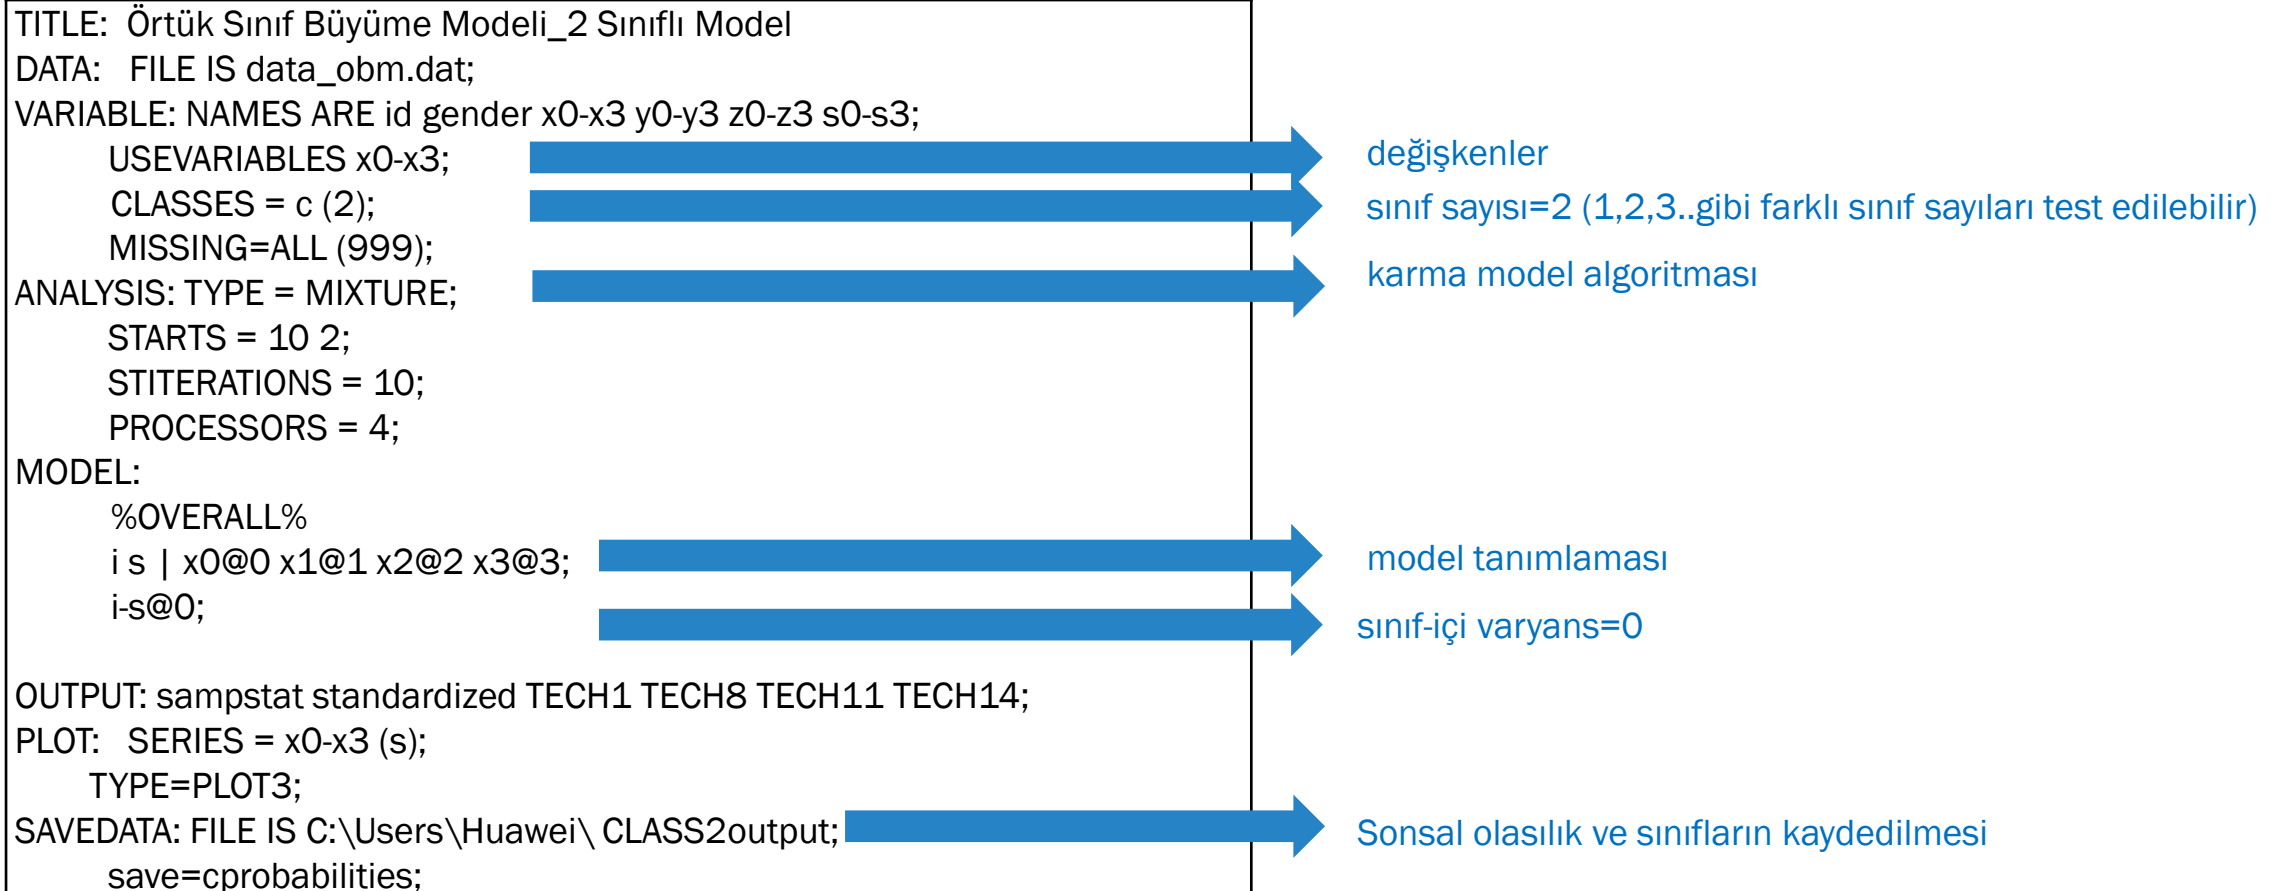 TITLE: Örtük Sınıf Büyüme Modeli_2 Sınıflı Model
DATA: FILE IS data_obm.dat;
VARIABLE: NAMES ARE id gender x0-x3 y0-y3 z0-z3 s0-s3;
USEVARIABLES x0-x3;
değişkenler
CLASSES = c (2);
sınıf sayısı=2 (1,2,3..gibi farklı sınıf sayıları test edilebilir)
MISSING=ALL (999);
ANALYSIS: TYPE = MIXTURE;
karma model algoritması
STARTS = 10 2;
STITERATIONS = 10;
PROCESSORS = 4;
MODEL:
%OVERALL%
i s | x0@0 x1@1 x2@2 x3@3;
model tanımlaması
i-s@0;
sınıf-içi varyans=0
OUTPUT: sampstat standardized TECH1 TECH8 TECH11 TECH14;
PLOT: SERIES = x0-x3 (s);
TYPE=PLOT3;
SAVEDATA: FILE IS C:\Users\Huawei\ CLASS2output;
Sonsal olasılık ve sınıfların kaydedilmesi
save=cprobabilities;